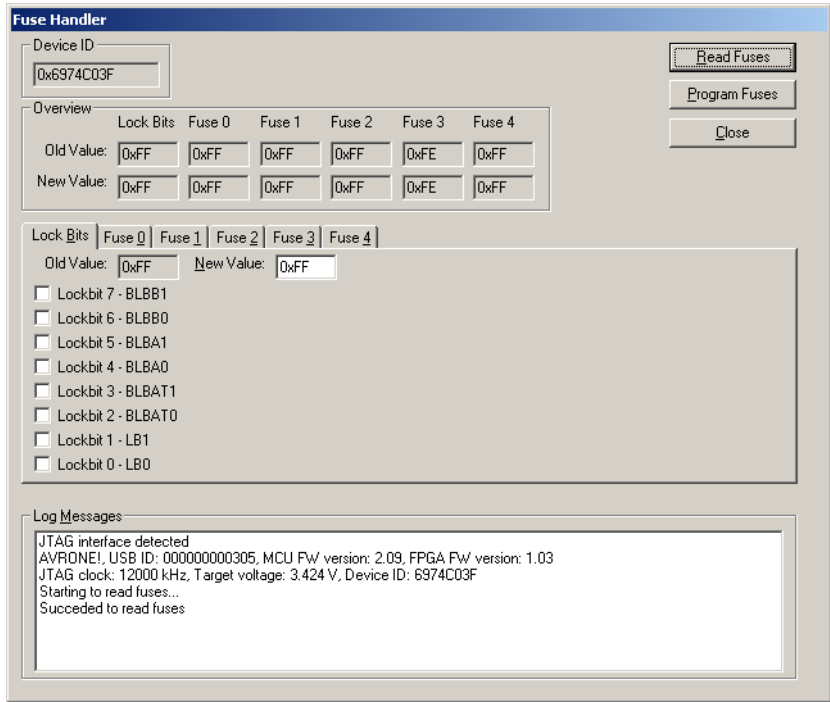 Fuse Handler
Device ID
0x6974C03F
Read Fuses
Program Fuses
Close
Overview
Lock Bits Fuse 0 Fuse 1 Fuse 2 Fuse 3 Fuse 4
Old Value: 0xFF 0xFF 0xFF 0xFF 0xFE 0xFF
New Value: 0xFF 0xFF 0xFF 0xFF 0xFE 0xFF
Lock Bits Fuse 0 Fuse 1 Fuse 2 Fuse 3 Fuse 4
Old Value: 0xFF New Value: 0xFF
Lockbit 7 - BLBB1
Lockbit 6 - BLBB0
Lockbit 5 - BLBA1
Lockbit 4 - BLBA0
Lockbit 3 - BLBAT1
Lockbit 2 - BLBAT0
Lockbit 1 - LB1
Lockbit 0 - LB0
Log Messages
JTAG interface detected
AVRONE!, USB ID: 000000000305, MCU FW version: 2.09, FPGA FW version: 1.03
JTAG clock: 12000 kHz, Target voltage: 3.424 V, Device ID: 6974C03F
Starting to read fuses...
Succeded to read fuses